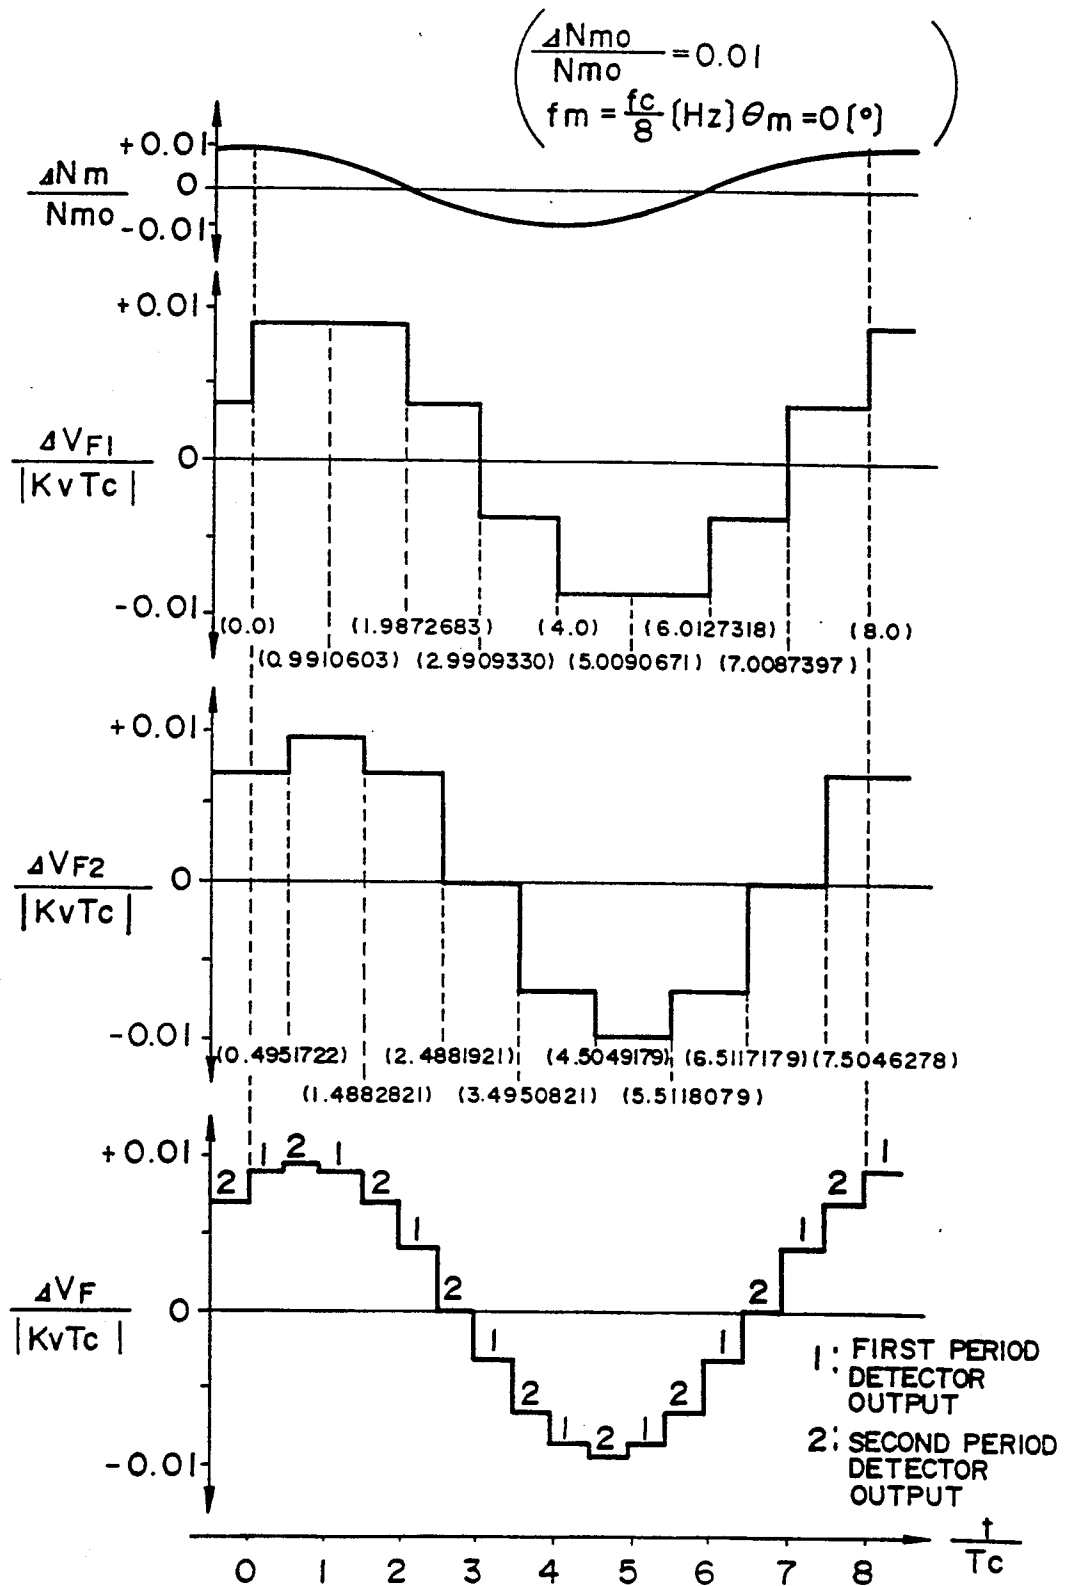 ΔNmo
Nmo
=0.01
fm = fc/8 (Hz) θm = 0 [°]
+0.01
0
-0.01
ΔNm
Nmo
+0.01
0
-0.01
ΔVF1
|KvTc|
(0.0) (1.9872683) (4.0) (6.0127318) (8.0)
(0.9910603) (2.9909330) (5.0090671) (7.0087397)
+0.01
0
-0.01
ΔVF2
|KvTc|
(0.4951722) (2.4881921) (4.5049179) (6.5117179) (7.5046278)
(1.4882821) (3.4950821) (5.5118079)
+0.01
0
-0.01
ΔVF
|KvTc|
2 1 2 1 2 1 2 1 2 1 2 1 2 1 2 1 2 1
1: FIRST PERIOD
DETECTOR
OUTPUT
2: SECOND PERIOD
DETECTOR
OUTPUT
0 1 2 3 4 5 6 7 8
t
Tc